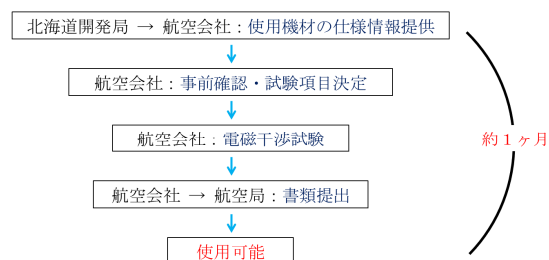 北海道開発局 → 航空会社：使用機材の仕様情報提供
航空会社：事前確認・試験項目決定
航空会社：電磁干渉試験
約１ヶ月
航空会社 → 航空局：書類提出
使用可能